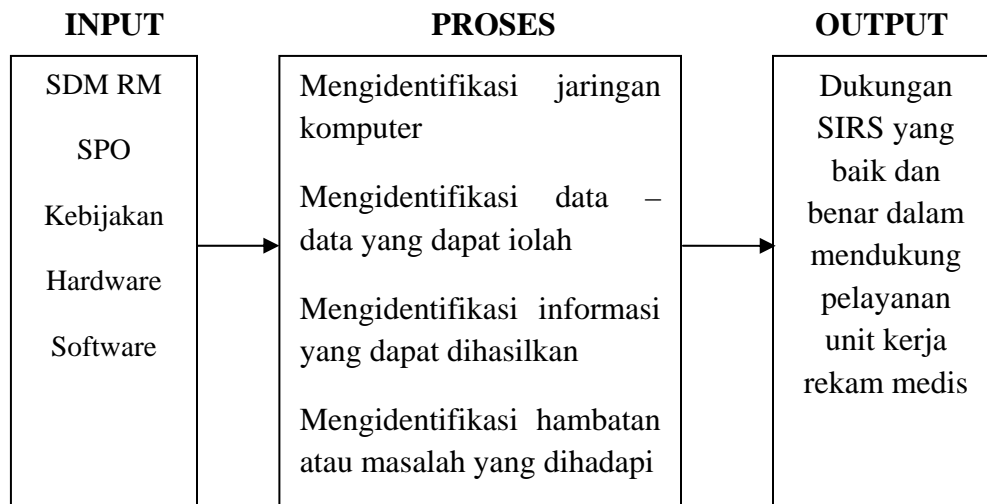 INPUT
PROSES
OUTPUT
SDM RM
SPO
Kebijakan
Hardware
Software
Mengidentifikasi jaringan
komputer
Mengidentifikasi data –
data yang dapat iolah
Mengidentifikasi informasi
yang dapat dihasilkan
Mengidentifikasi hambatan
atau masalah yang dihadapi
Dukungan
SIRS yang
baik dan
benar dalam
mendukung
pelayanan
unit kerja
rekam medis